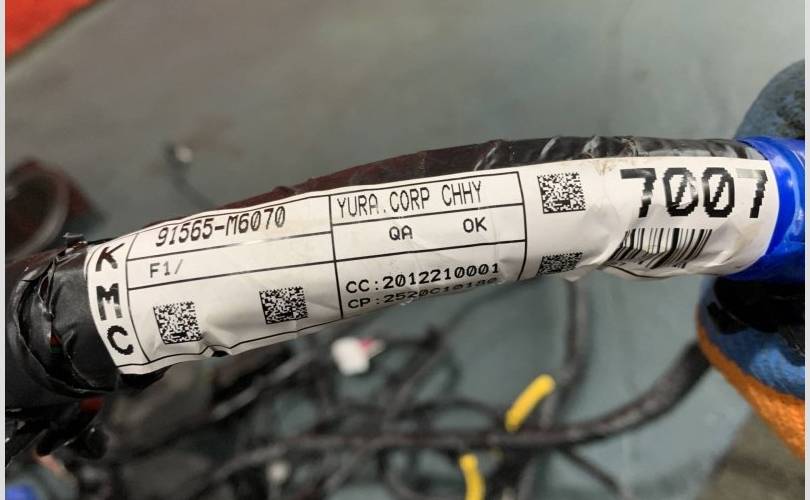 KMC
91565-M6070
F1/
YURA.CORP CHHY
QA OK
CC:2012210001
7007